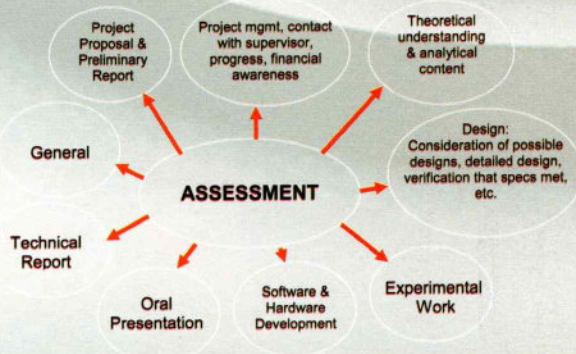 Project
Proposal &
Preliminary
Report
Project mgmt, contact
with supervisor,
progress, financial
awareness
Theoretical
understanding
& analytical
content
General
ASSESSMENT
Design:
Consideration of possible
designs, detailed design,
verification that specs met,
etc.
Technical
Report
Oral
Presentation
Software &
Hardware
Development
Experimental
Work